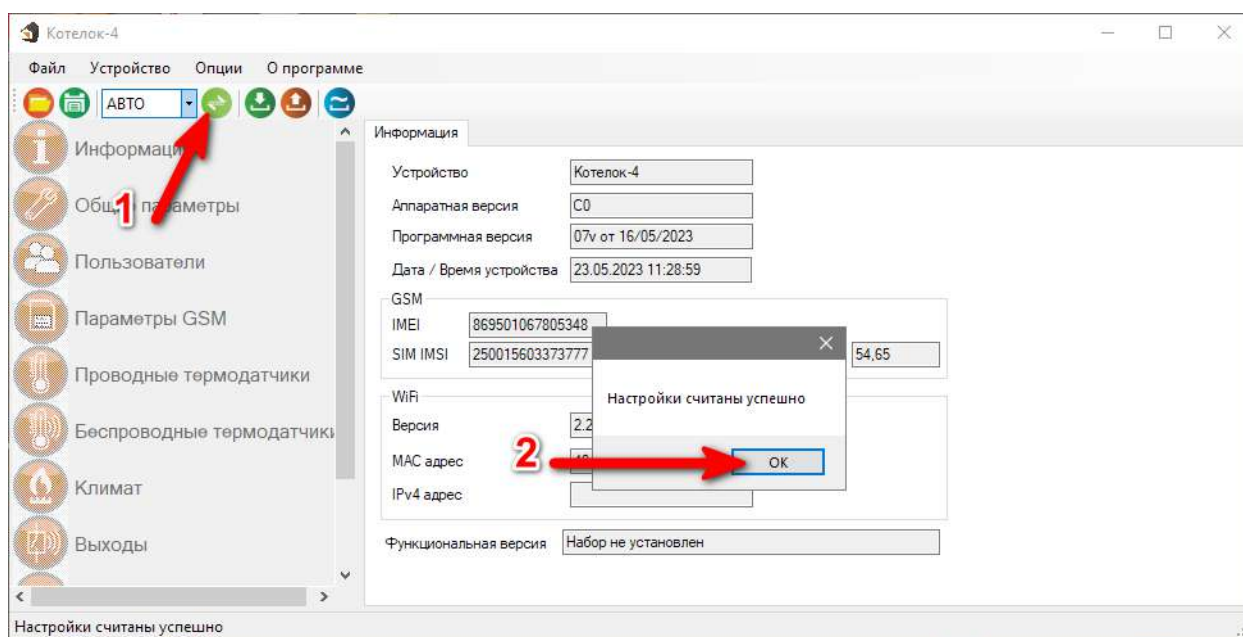 Котелок-4
Файл Устройство Опции О программе
АВТО
Информация
1
Общие параметры
Пользователи
Параметры GSM
Проводные термодатчики
Беспроводные термодатчики
Климат
Выходы
Информация
Устройство Котелок-4
Аппаратная версия C0
Программная версия 07v от 16/05/2023
Дата / Время устройства 23.05.2023 11:28:59
GSM
IMEI 869501067805348
SIM IMSI 250015603373777 54,65
WiFi
Версия 2.2
MAC адрес
IPv4 адрес
Функциональная версия Набор не установлен
Настройки считаны успешно
2
OK
Настройки считаны успешно